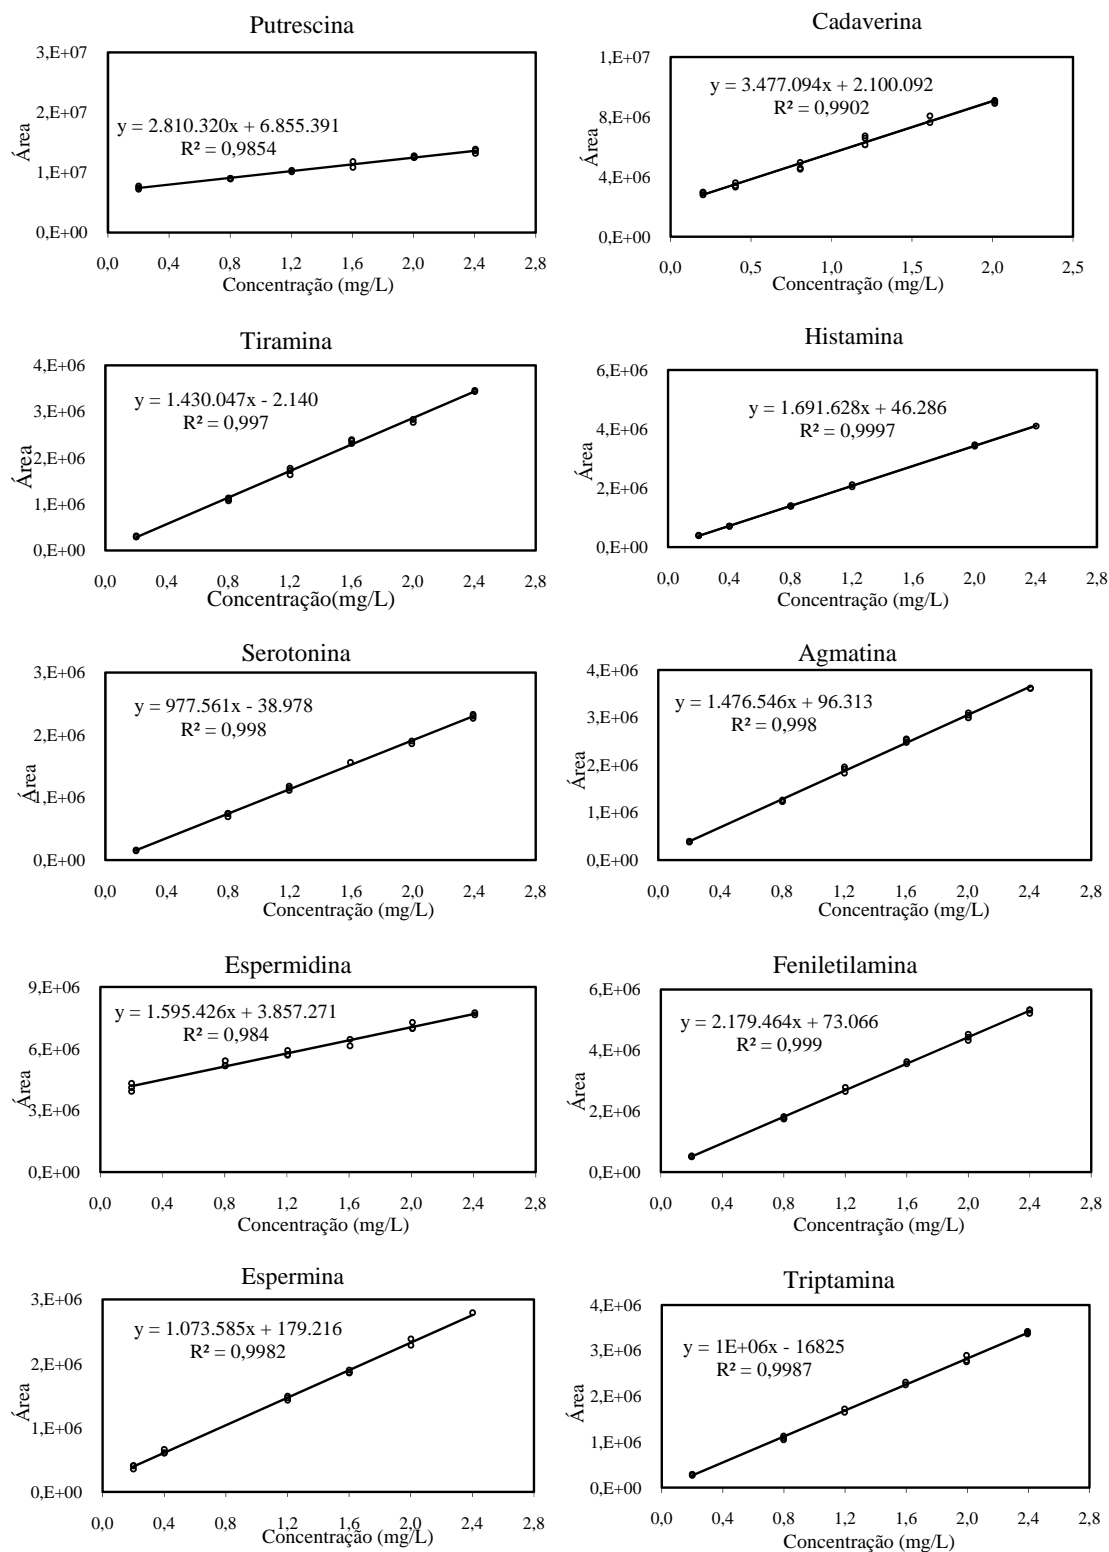 Putrescina
3,E+07
2,E+07
1,E+07
0,E+00
Área
y = 2.810.320x + 6.855.391
R² = 0,9854
0,0 0,4 0,8 1,2 1,6 2,0 2,4 2,8
Concentração (mg/L)
Cadaverina
1,E+07
8,E+06
4,E+06
0,E+00
Área
y = 3.477.094x + 2.100.092
R² = 0,9902
0,0 0,5 1,0 1,5 2,0 2,5
Concentração (mg/L)
Tiramina
4,E+06
3,E+06
2,E+06
1,E+06
0,E+00
Área
y = 1.430.047x - 2.140
R² = 0,997
0,0 0,4 0,8 1,2 1,6 2,0 2,4 2,8
Concentração(mg/L)
Histamina
6,E+06
4,E+06
2,E+06
0,E+00
Área
y = 1.691.628x + 46.286
R² = 0,9997
0,0 0,4 0,8 1,2 1,6 2,0 2,4 2,8
Concentração (mg/L)
Serotonina
3,E+06
2,E+06
1,E+06
0,E+00
Área
y = 977.561x - 38.978
R² = 0,998
0,0 0,4 0,8 1,2 1,6 2,0 2,4 2,8
Concentração (mg/L)
Agmatina
4,E+06
3,E+06
2,E+06
1,E+06
0,E+00
Área
y = 1.476.546x + 96.313
R² = 0,998
0,0 0,4 0,8 1,2 1,6 2,0 2,4 2,8
Concentração (mg/L)
Espermidina
9,E+06
6,E+06
3,E+06
0,E+00
Área
y = 1.595.426x + 3.857.271
R² = 0,984
0,0 0,4 0,8 1,2 1,6 2,0 2,4 2,8
Concentração (mg/L)
Feniletilamina
6,E+06
4,E+06
2,E+06
0,E+00
Área
y = 2.179.464x + 73.066
R² = 0,999
0,0 0,4 0,8 1,2 1,6 2,0 2,4 2,8
Concentração (mg/L)
Espermina
3,E+06
2,E+06
1,E+06
0,E+00
Área
y = 1.073.585x + 179.216
R² = 0,9982
0,0 0,4 0,8 1,2 1,6 2,0 2,4 2,8
Concentração (mg/L)
Triptamina
4,E+06
3,E+06
2,E+06
1,E+06
0,E+00
Área
y = 1E+06x - 16825
R² = 0,9987
0,0 0,4 0,8 1,2 1,6 2,0 2,4 2,8
Concentração (mg/L)